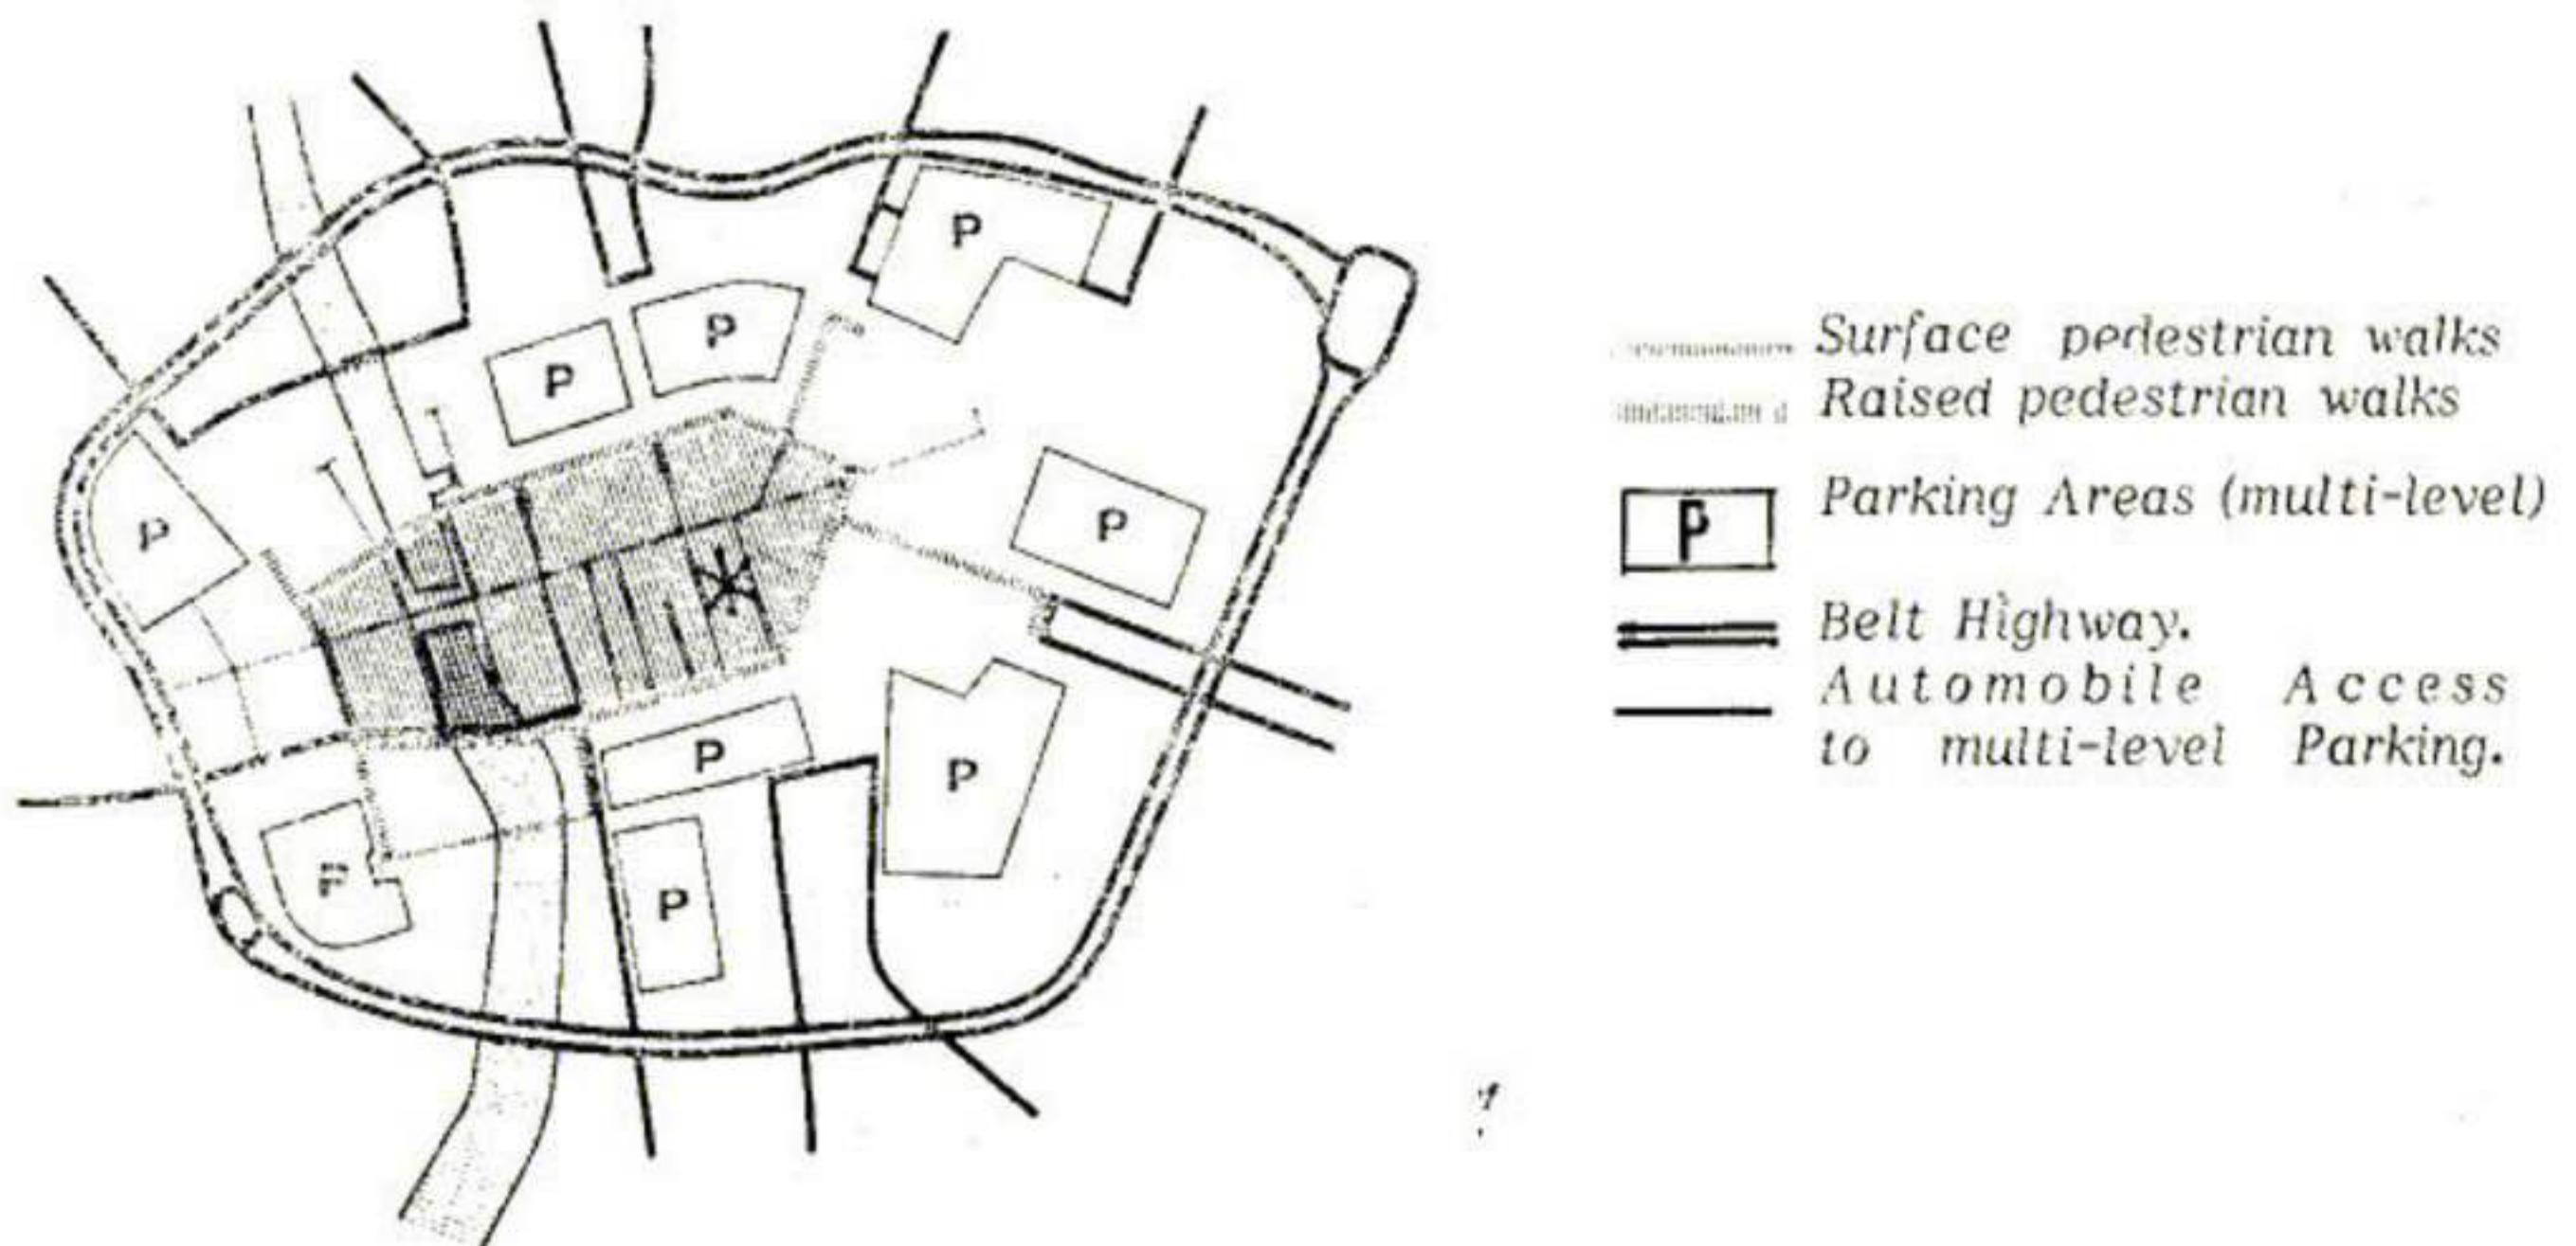 P
P
P
P
P
P
P
P
P
Surface pedestrian walks
Raised pedestrian walks
P
Parking Areas (multi-level)
Belt Highway.
Automobile Access
to multi-level Parking.